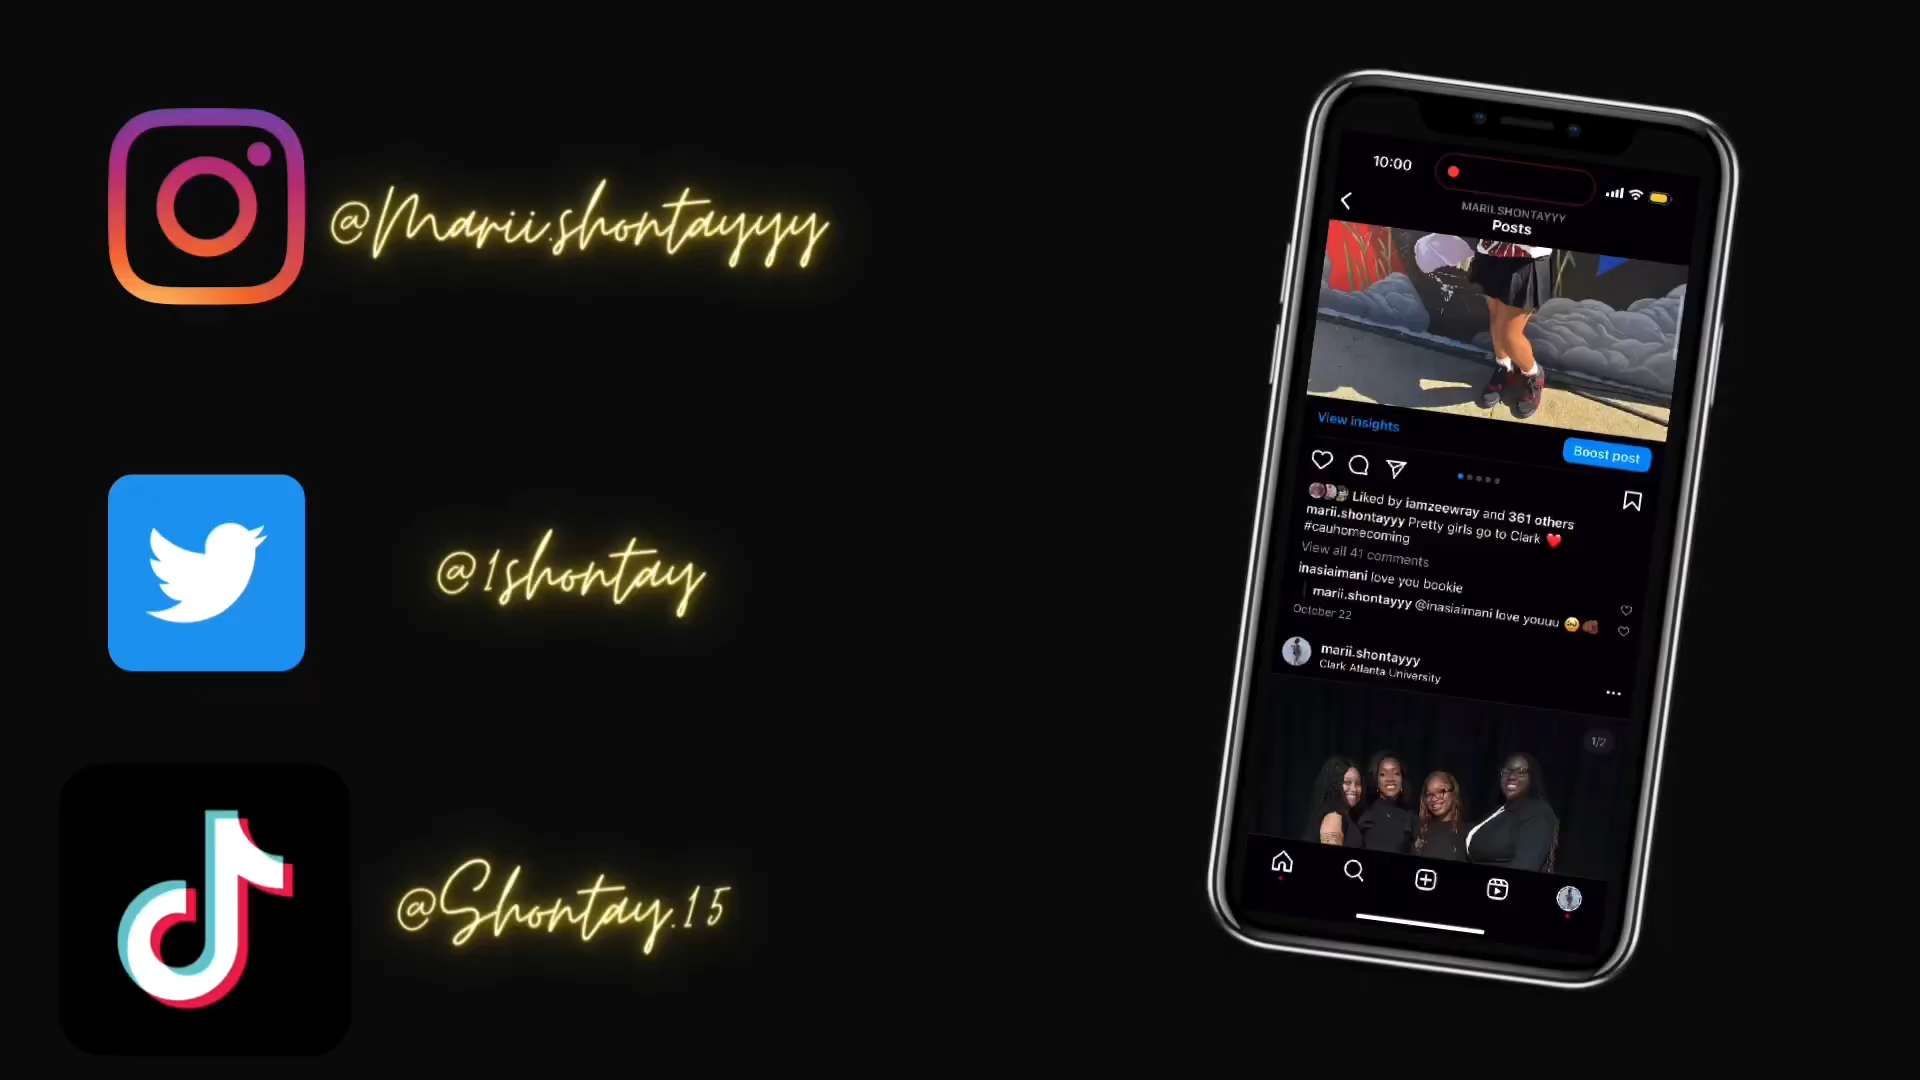 @Marii.shontayyy
@1shontay
@Shontay.15
10:00
MARII.SHONTAYYY
Posts
View insights
Boost post
Liked by iamzeewray and 361 others
marii.shontayyy Pretty girls go to Clark ❤️
#cauhomecoming
View all 41 comments
inasiaimani love you bookie
marii.shontayyy @inasiaimani love youuu 🥹🫶🏾
October 22
marii.shontayyy
Clark Atlanta University
1/7